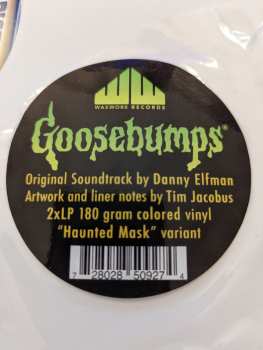 WAXWORK RECORDS
Goosebumps®
Original Soundtrack by Danny Elfman
Artwork and liner notes by Tim Jacobus
2xLP 180 gram colored vinyl
"Haunted Mask" variant
7 28028 50927 4